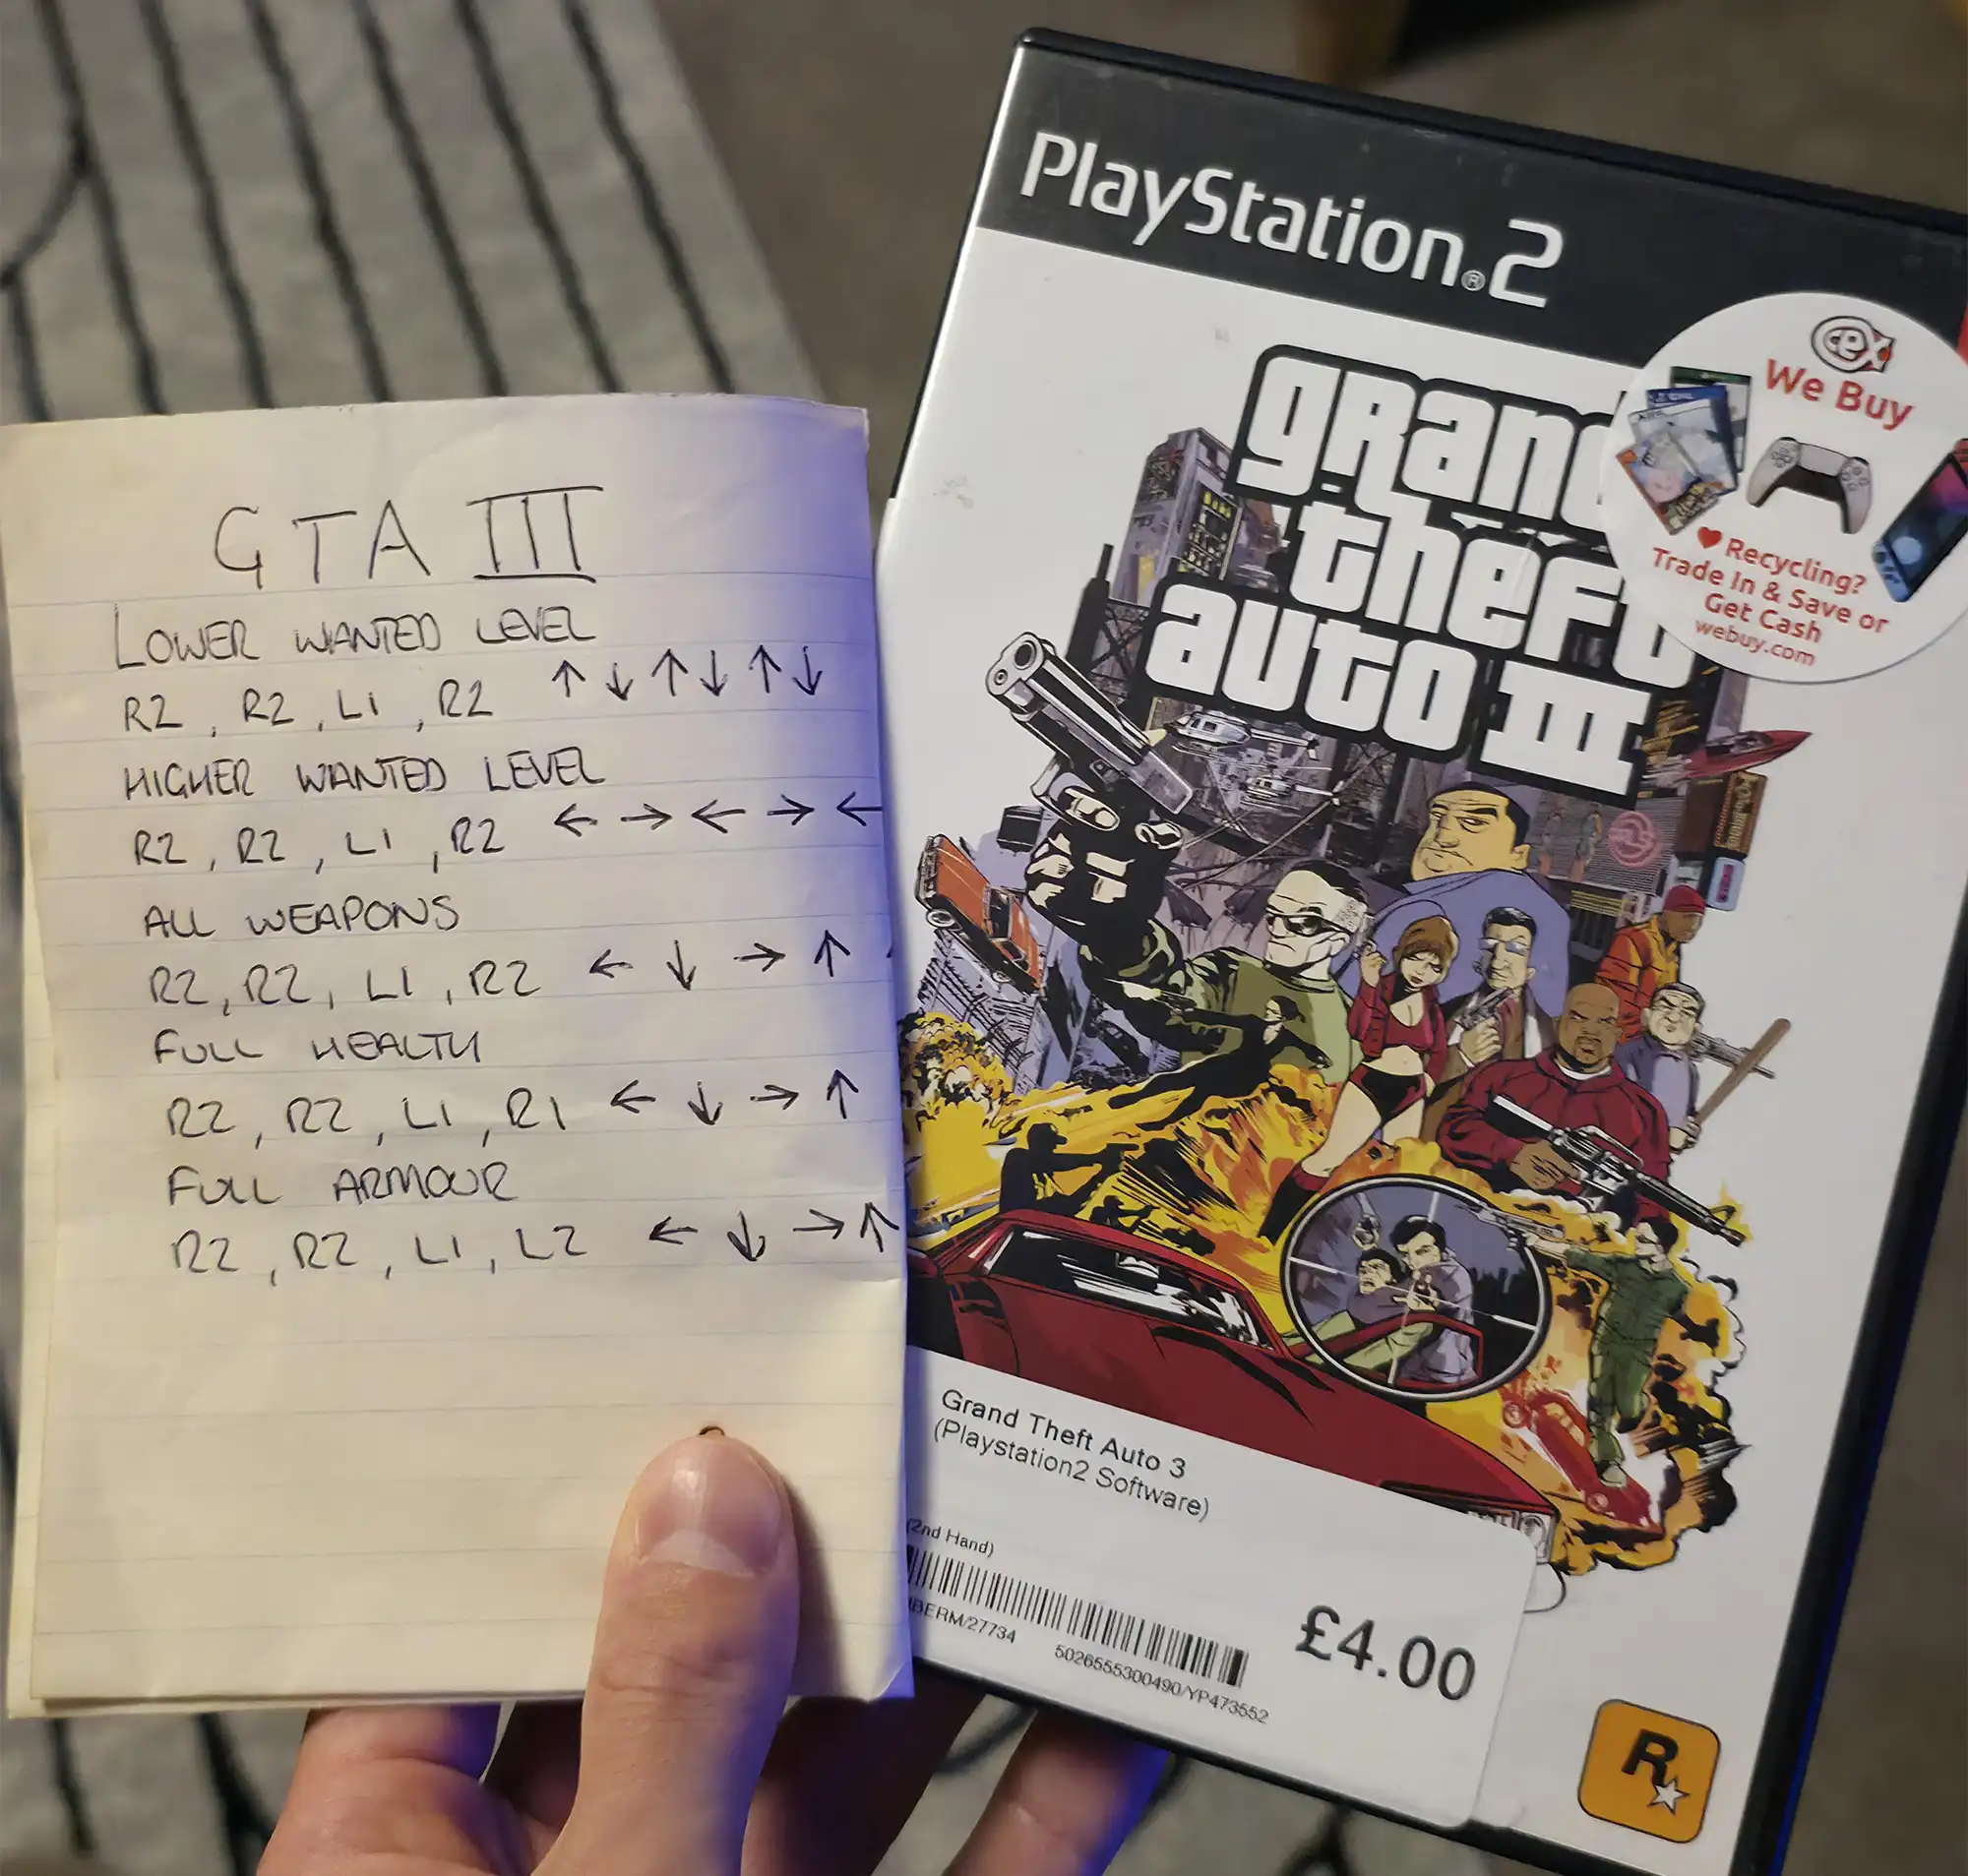 GTA III
LOWER WANTED LEVEL
R2, R2, L1, R2 ↑ ↓ ↑ ↓ ↑ ↓
HIGHER WANTED LEVEL
R2, R2, L1, R2 ← → ← → ←
ALL WEAPONS
R2, R2, L1, R2 ← ↓ → ↑
FULL HEALTH
R2, R2, L1, R1 ← ↓ → ↑
FULL ARMOUR
R2, R2, L1, L2 ← ↓ → ↑
PlayStation®2
grand
theft
auto III
cex
We Buy
♥ Recycling?
Trade In & Save or
Get Cash
webuy.com
Grand Theft Auto 3
(Playstation2 Software)
(2nd Hand)
£4.00
BERM/27734
5026555300490/YP473552
R★